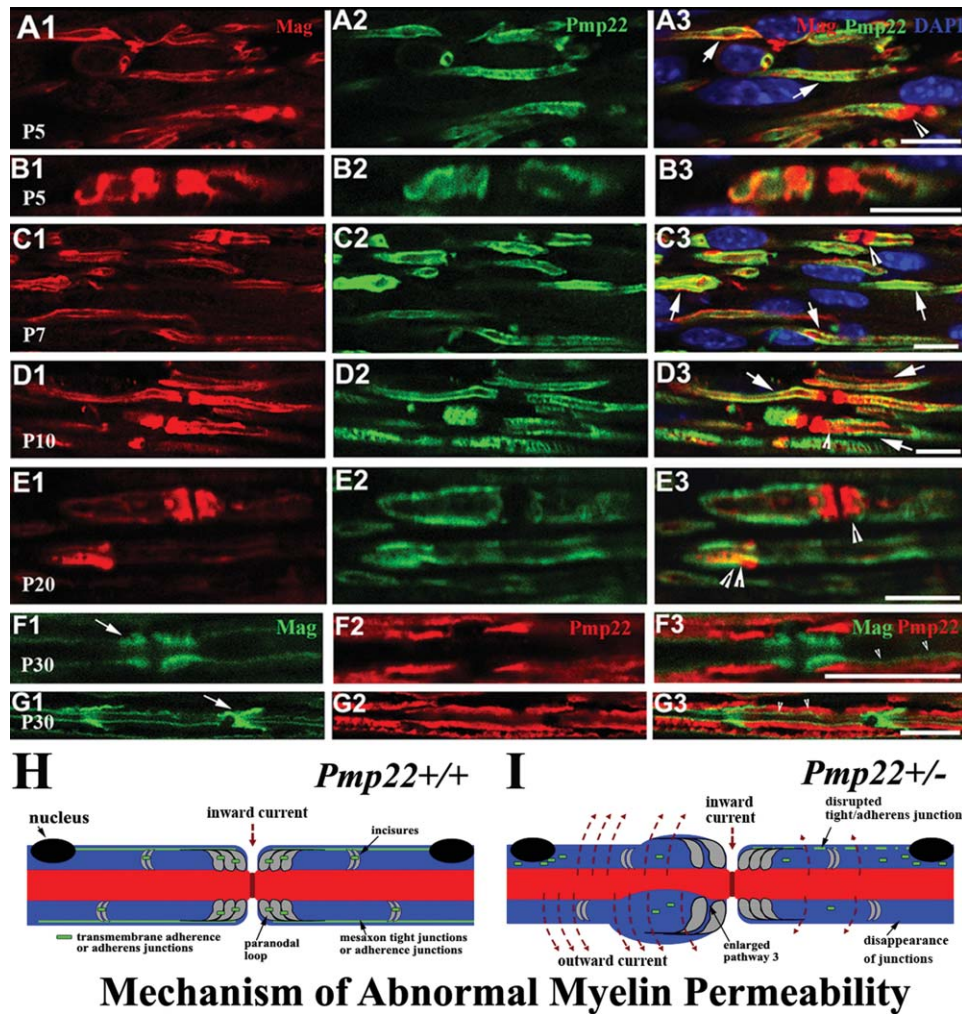 A1 Mag A2 Pmp22 A3 Mag Pmp22 DAPI
P5
B1 B2 B3
P5
C1 C2 C3
P7
D1 D2 D3
P10
E1 E2 E3
P20
F1 Mag F2 Pmp22 F3 Mag Pmp22
P30
G1 G2 G3
P30
H Pmp22+/+
nucleus
inward current
incisures
transmembrane adherence
or adherens junctions
paranodal
loop
mesaxon tight junctions
or adherence junctions
I Pmp22+/-
inward
current
disrupted
tight/adherens junction
outward current
enlarged
pathway 3
disappearance
of junctions
Mechanism of Abnormal Myelin Permeability